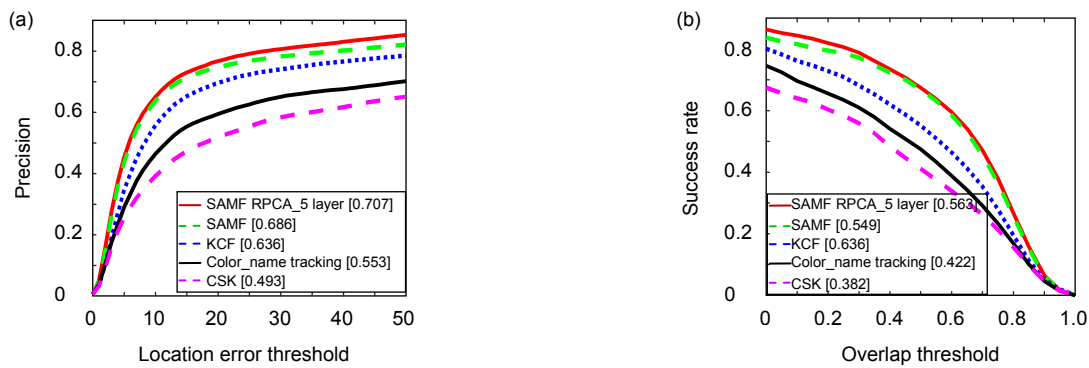 (a)
0.8
0.6
0.4
0.2
0
Precision
SAMF RPCA_5 layer [0.707]
SAMF [0.686]
KCF [0.636]
Color_name tracking [0.553]
CSK [0.493]
0 10 20 30 40 50
Location error threshold
(b)
0.8
0.6
0.4
0.2
0
Success rate
SAMF RPCA_5 layer [0.563]
SAMF [0.549]
KCF [0.636]
Color_name tracking [0.422]
CSK [0.382]
0 0.2 0.4 0.6 0.8 1.0
Overlap threshold